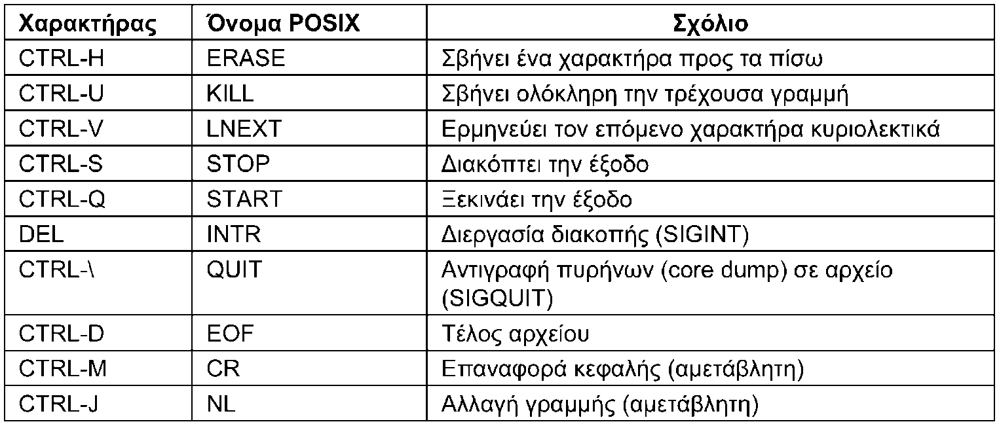 Χαρακτήρας Όνομα POSIX Σχόλιο
CTRL-H ERASE Σβήνει ένα χαρακτήρα προς τα πίσω
CTRL-U KILL Σβήνει ολόκληρη την τρέχουσα γραμμή
CTRL-V LNEXT Ερμηνεύει τον επόμενο χαρακτήρα κυριολεκτικά
CTRL-S STOP Διακόπτει την έξοδο
CTRL-Q START Ξεκινάει την έξοδο
DEL INTR Διεργασία διακοπής (SIGINT)
CTRL-\ QUIT Αντιγραφή πυρήνων (core dump) σε αρχείο
(SIGQUIT)
CTRL-D EOF Τέλος αρχείου
CTRL-M CR Επαναφορά κεφαλής (αμετάβλητη)
CTRL-J NL Αλλαγή γραμμής (αμετάβλητη)